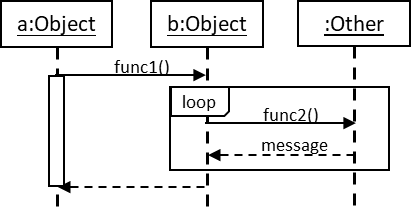 a:Object b:Object :Other
func1()
loop
func2()
message